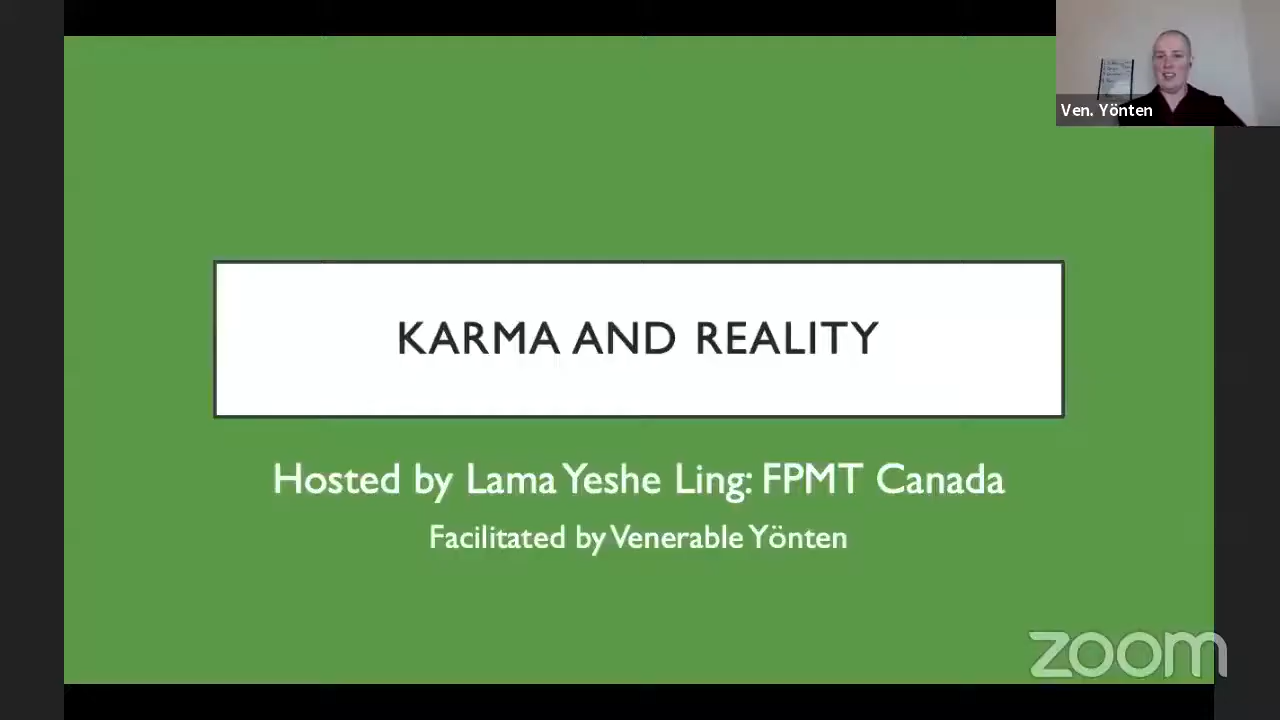 Ven. Yönten
KARMA AND REALITY
Hosted by Lama Yeshe Ling: FPMT Canada
Facilitated by Venerable Yönten
zoom